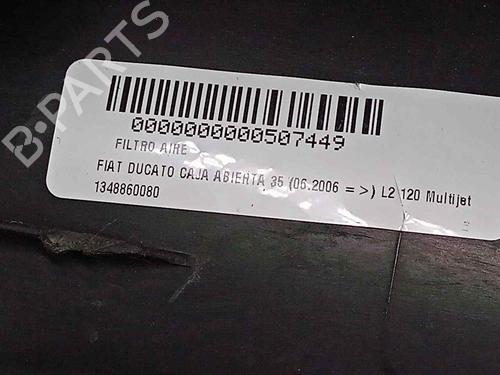 B-PARTS
0000000000507449
FILTRO AIRE
FIAT DUCATO CAJA ABIERTA 35 (06.2006 = >) L2 120 Multijet
1348860080